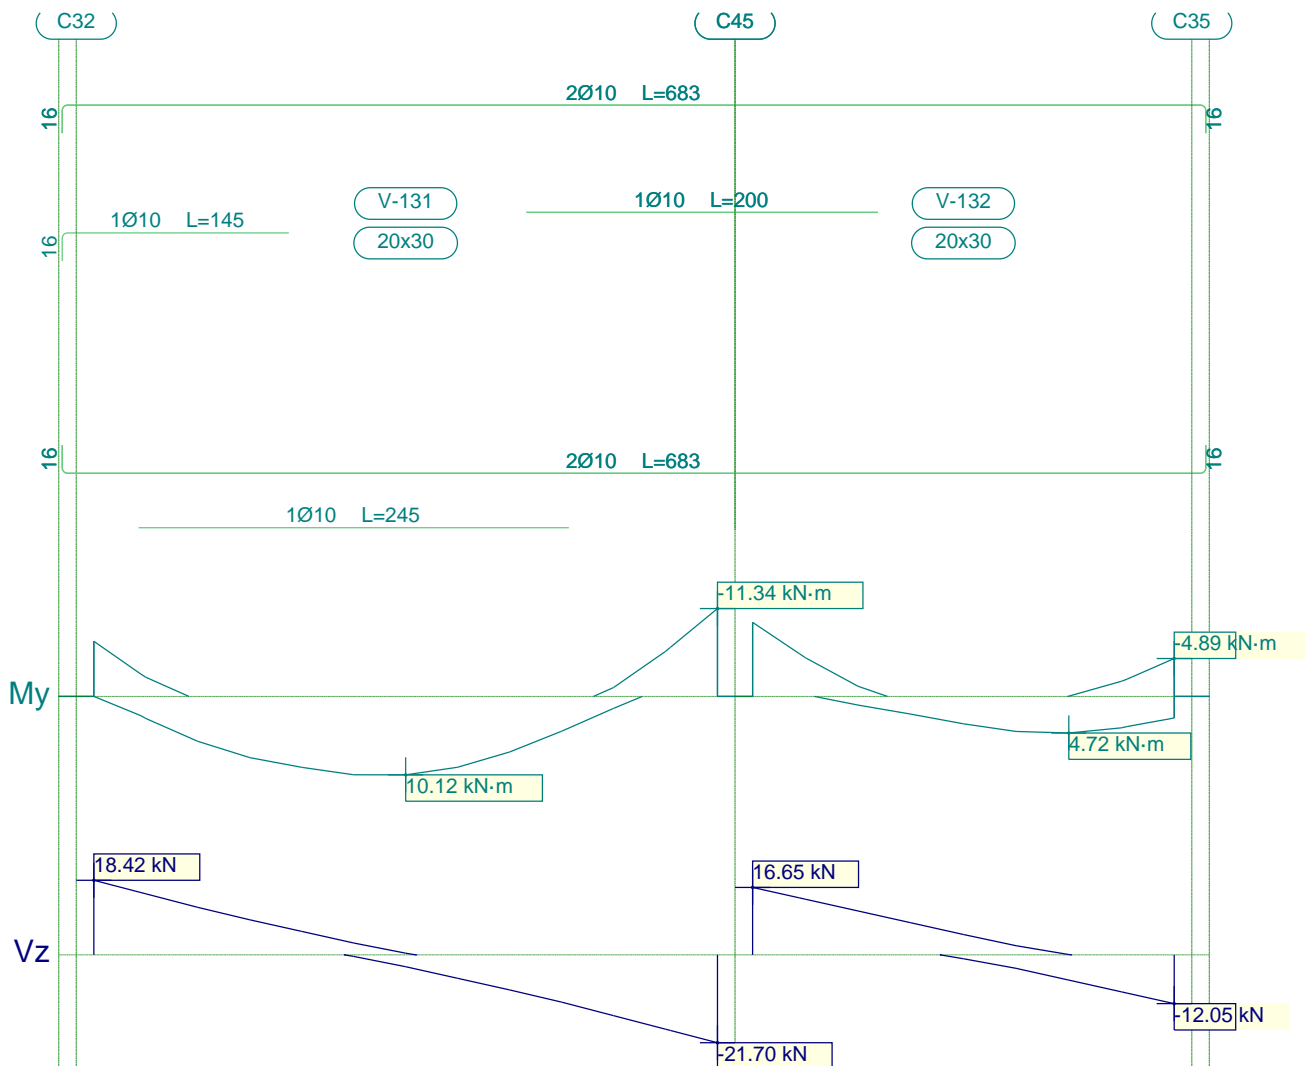 C32 C45 C35
2Ø10 L=683
16 16
V-131 1Ø10 L=200 V-132
1Ø10 L=145
16 20x30 20x30
2Ø10 L=683
16 16
1Ø10 L=245
-11.34 kN·m
-4.89 kN·m
My
4.72 kN·m
10.12 kN·m
18.42 kN 16.65 kN
Vz
-12.05 kN
-21.70 kN